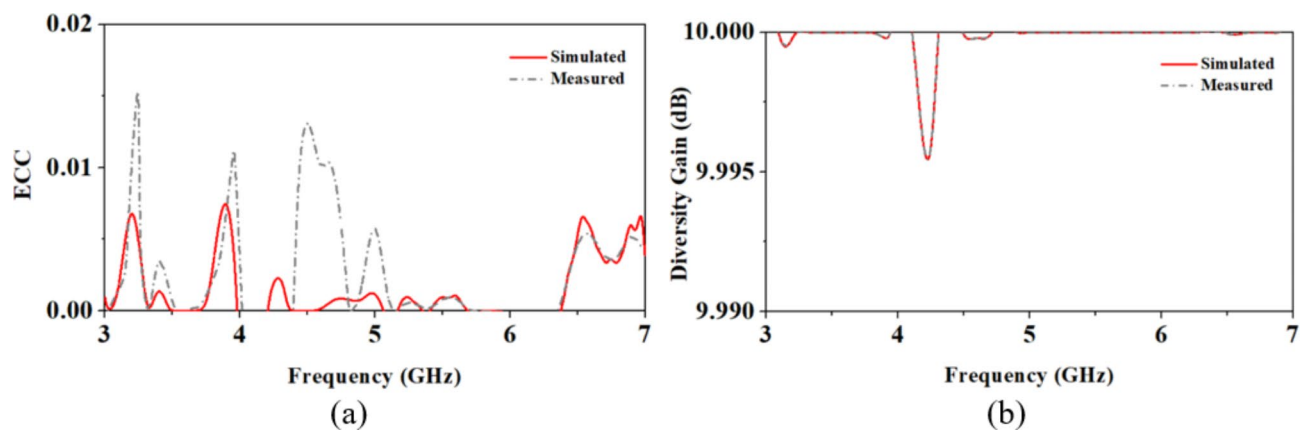 0.02
Simulated
Measured
ECC
0.01
0.00
3 4 5 6 7
Frequency (GHz)
(a)
10.000
Simulated
Measured
Diversity Gain (dB)
9.995
9.990
3 4 5 6 7
Frequency (GHz)
(b)